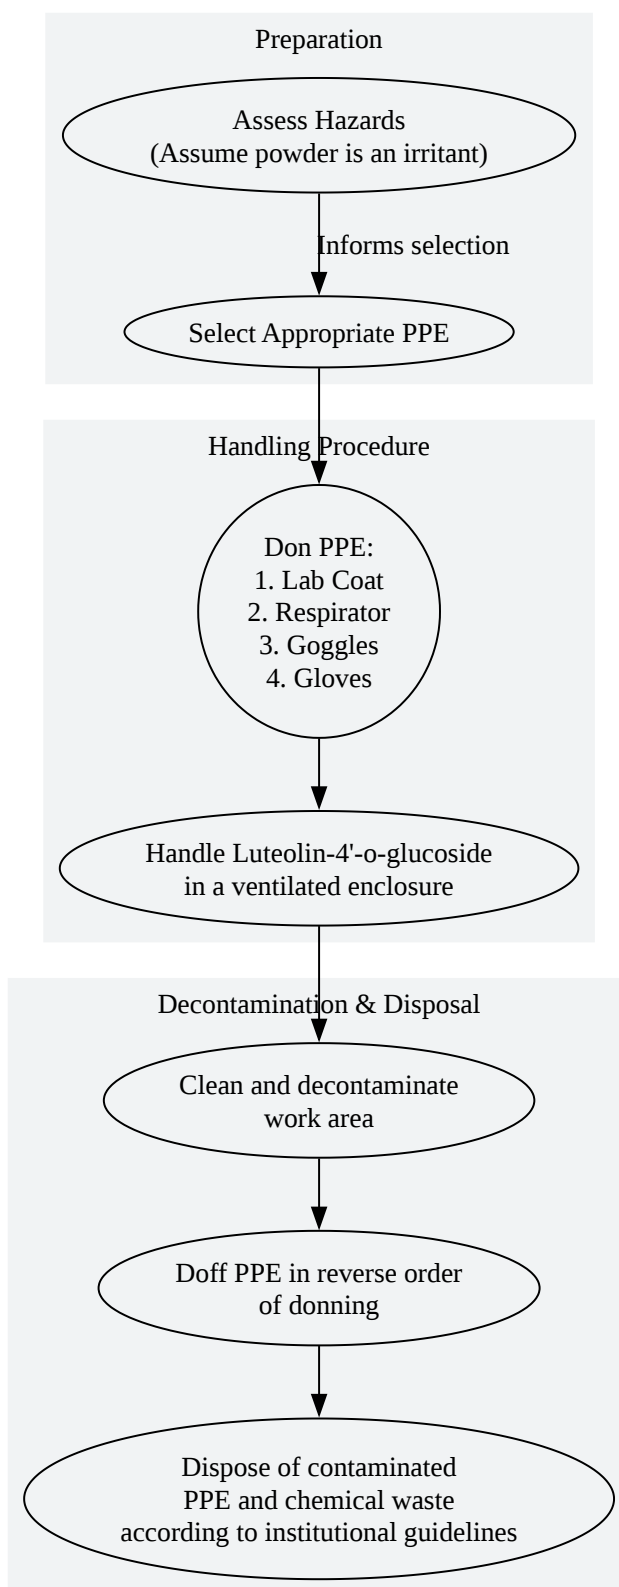 Preparation
Assess Hazards
(Assume powder is an irritant)
Informs selection
Select Appropriate PPE
Handling Procedure
Don PPE:
1. Lab Coat
2. Respirator
3. Goggles
4. Gloves
Handle Luteolin-4'-o-glucoside
in a ventilated enclosure
Decontamination & Disposal
Clean and decontaminate
work area
Doff PPE in reverse order
of donning
Dispose of contaminated
PPE and chemical waste
according to institutional guidelines